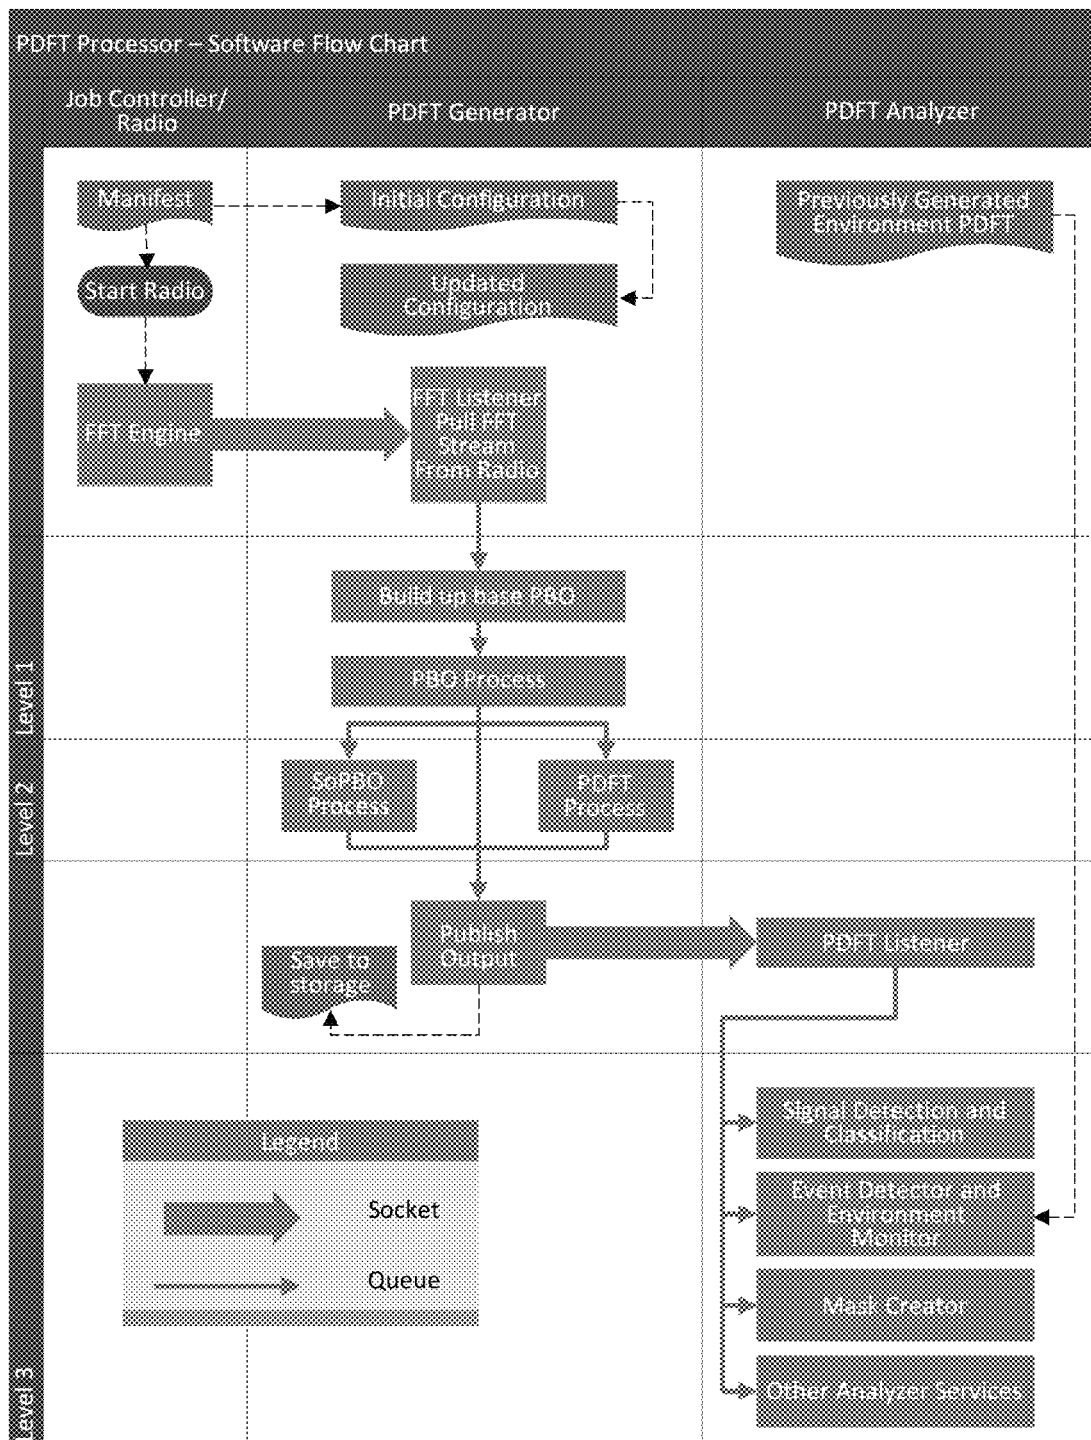 PDFT Processor – Software Flow Chart
Job Controller/
Radio
PDFT Generator
PDFT Analyzer
Manifest
Initial Configuration
Previously Generated
Environment PDFT
Start Radio
Updated
Configuration
FFT Engine
FFT Listener
Pull FFT
Stream
From Radio
Build up base PBO
PBO Process
Level 1
SoPBO
Process
PDFT
Process
Level 2
Publish
Output
PDFT Listener
Save to
storage
Signal Detection and
Classification
Legend
Socket
Queue
Event Detector and
Environment
Monitor
Mask Creator
Other Analyzer Services
Level 3